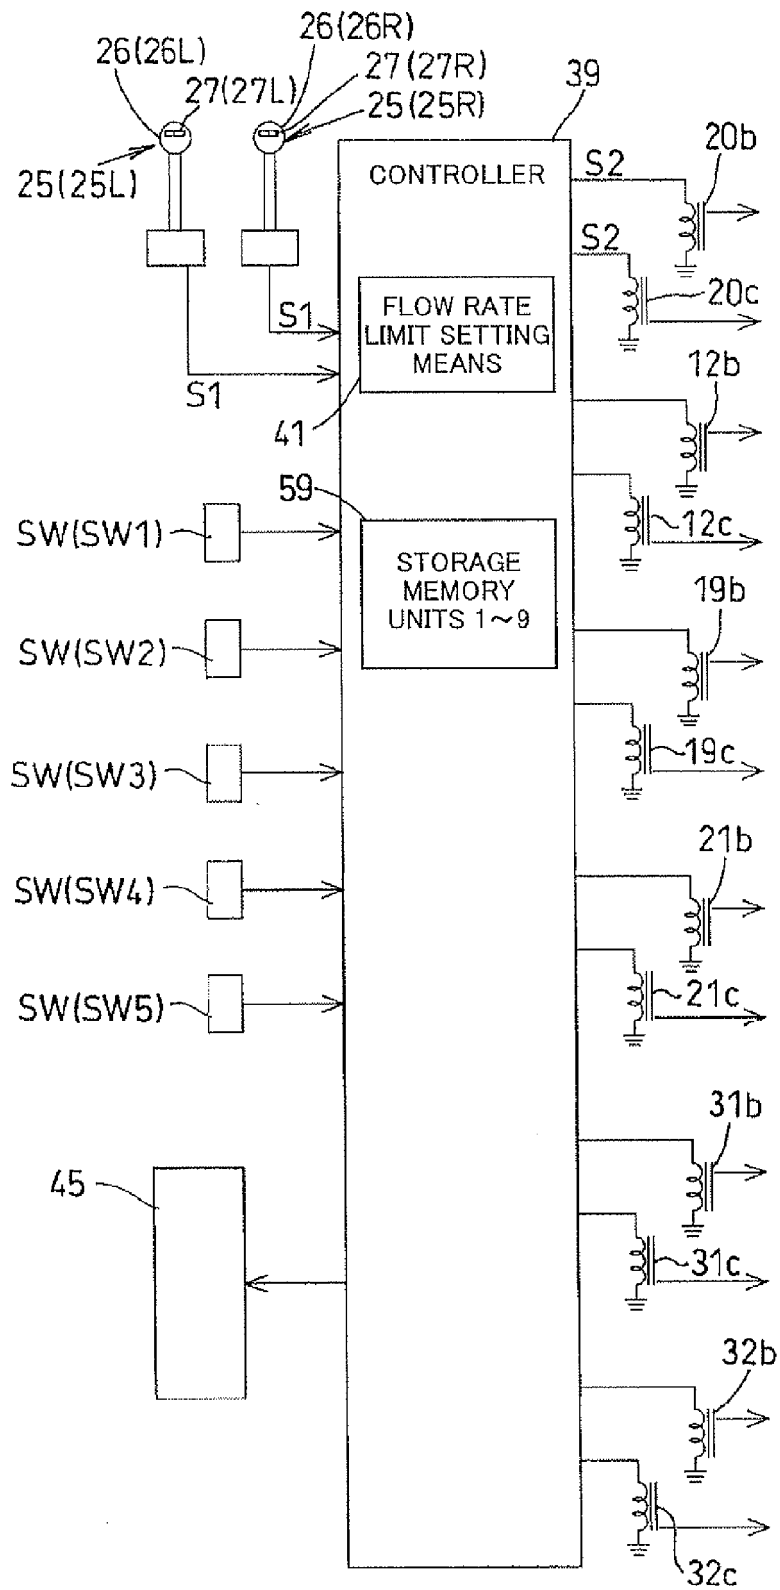 26(26R)
26(26L)
27(27R)
27(27L)
25(25R)
25(25L)
39
CONTROLLER
S2
20b
S2
20c
S1
S1
FLOW RATE
LIMIT SETTING
MEANS
41
12b
12c
59
STORAGE
MEMORY
UNITS 1~9
SW(SW1)
SW(SW2)
SW(SW3)
SW(SW4)
SW(SW5)
19b
19c
21b
21c
45
31b
31c
32b
32c